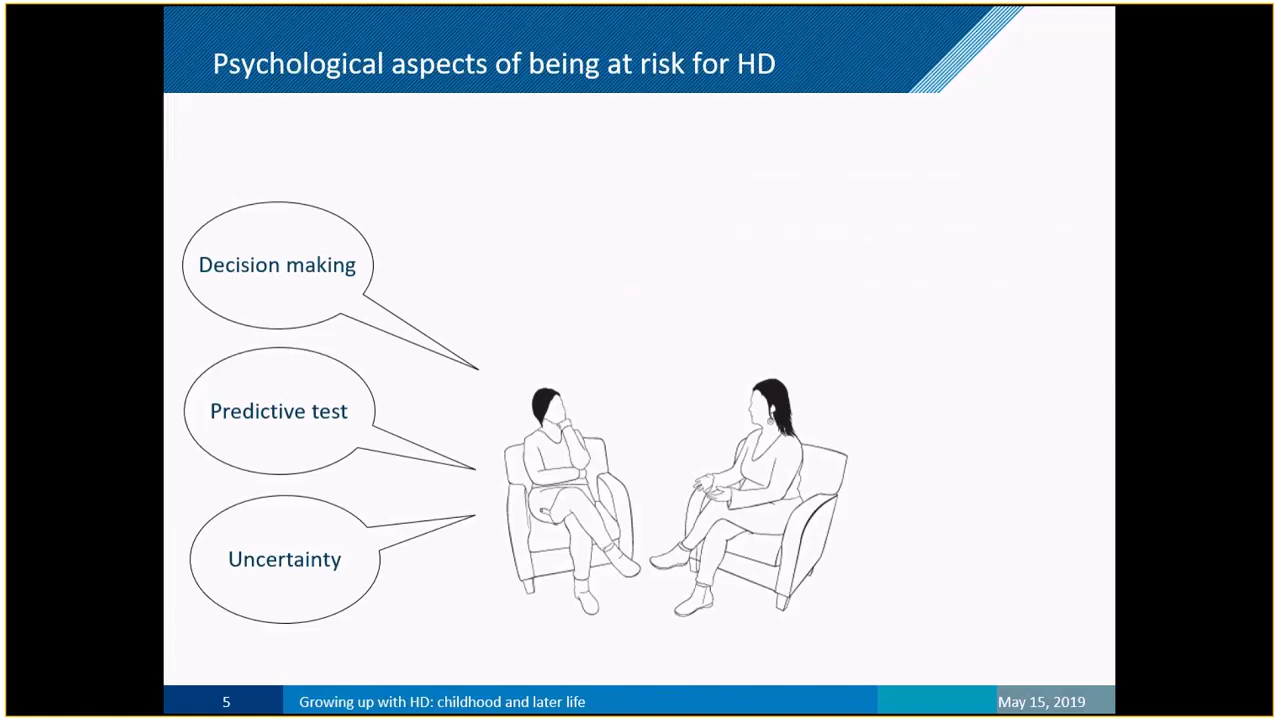 Psychological aspects of being at risk for HD
Decision making
Predictive test
Uncertainty
5
Growing up with HD: childhood and later life
May 15, 2019